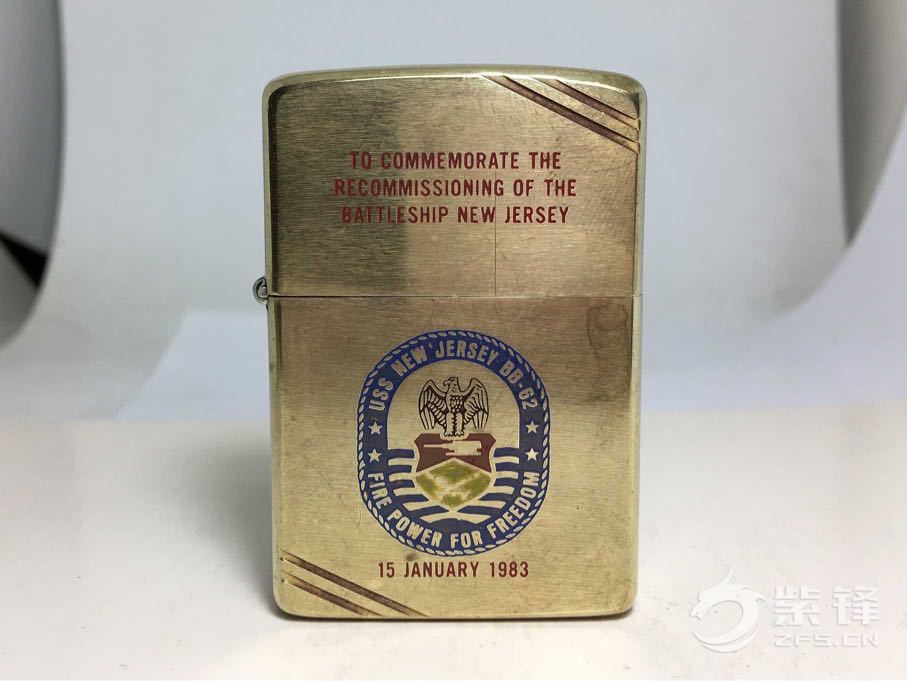 TO COMMEMORATE THE
RECOMMISSIONING OF THE
BATTLESHIP NEW JERSEY
USS NEW JERSEY BB-62
FIRE POWER FOR FREEDOM
15 JANUARY 1983
紫锋
ZFS.CN